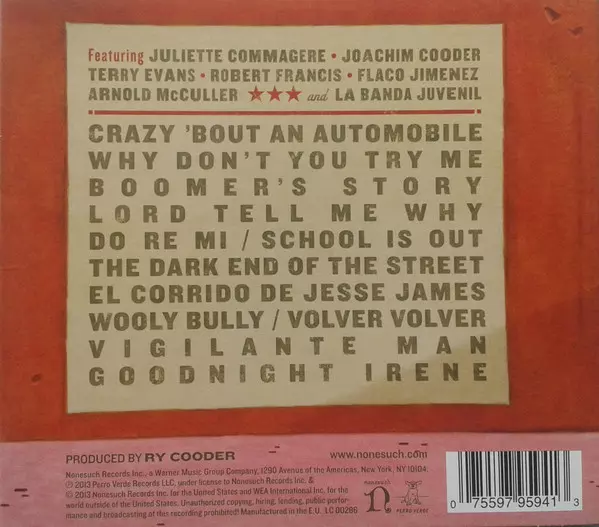 Featuring JULIETTE COMMAGERE • JOACHIM COODER
TERRY EVANS • ROBERT FRANCIS • FLACO JIMENEZ
ARNOLD McCULLER ★★★ and LA BANDA JUVENIL
CRAZY 'BOUT AN AUTOMOBILE
WHY DON'T YOU TRY ME
BOOMER'S STORY
LORD TELL ME WHY
DO RE MI / SCHOOL IS OUT
THE DARK END OF THE STREET
EL CORRIDO DE JESSE JAMES
WOOLY BULLY / VOLVER VOLVER
VIGILANTE MAN
GOODNIGHT IRENE
PRODUCED BY RY COODER
www.nonesuch.com
Nonesuch Records Inc., a Warner Music Group Company, 1290 Avenue of the Americas, New York, NY 10104.
℗ 2013 Perro Verde Records LLC, under license to Nonesuch Records Inc. &
© 2013 Nonesuch Records Inc. for the United States and WEA International Inc. for the
world outside of the United States. Unauthorized copying, hiring, lending, public perfor-
mance and broadcasting of this recording prohibited! Manufactured in the E.U. LC 00286
NONESUCH
PERRO VERDE
0 75597 95941 3